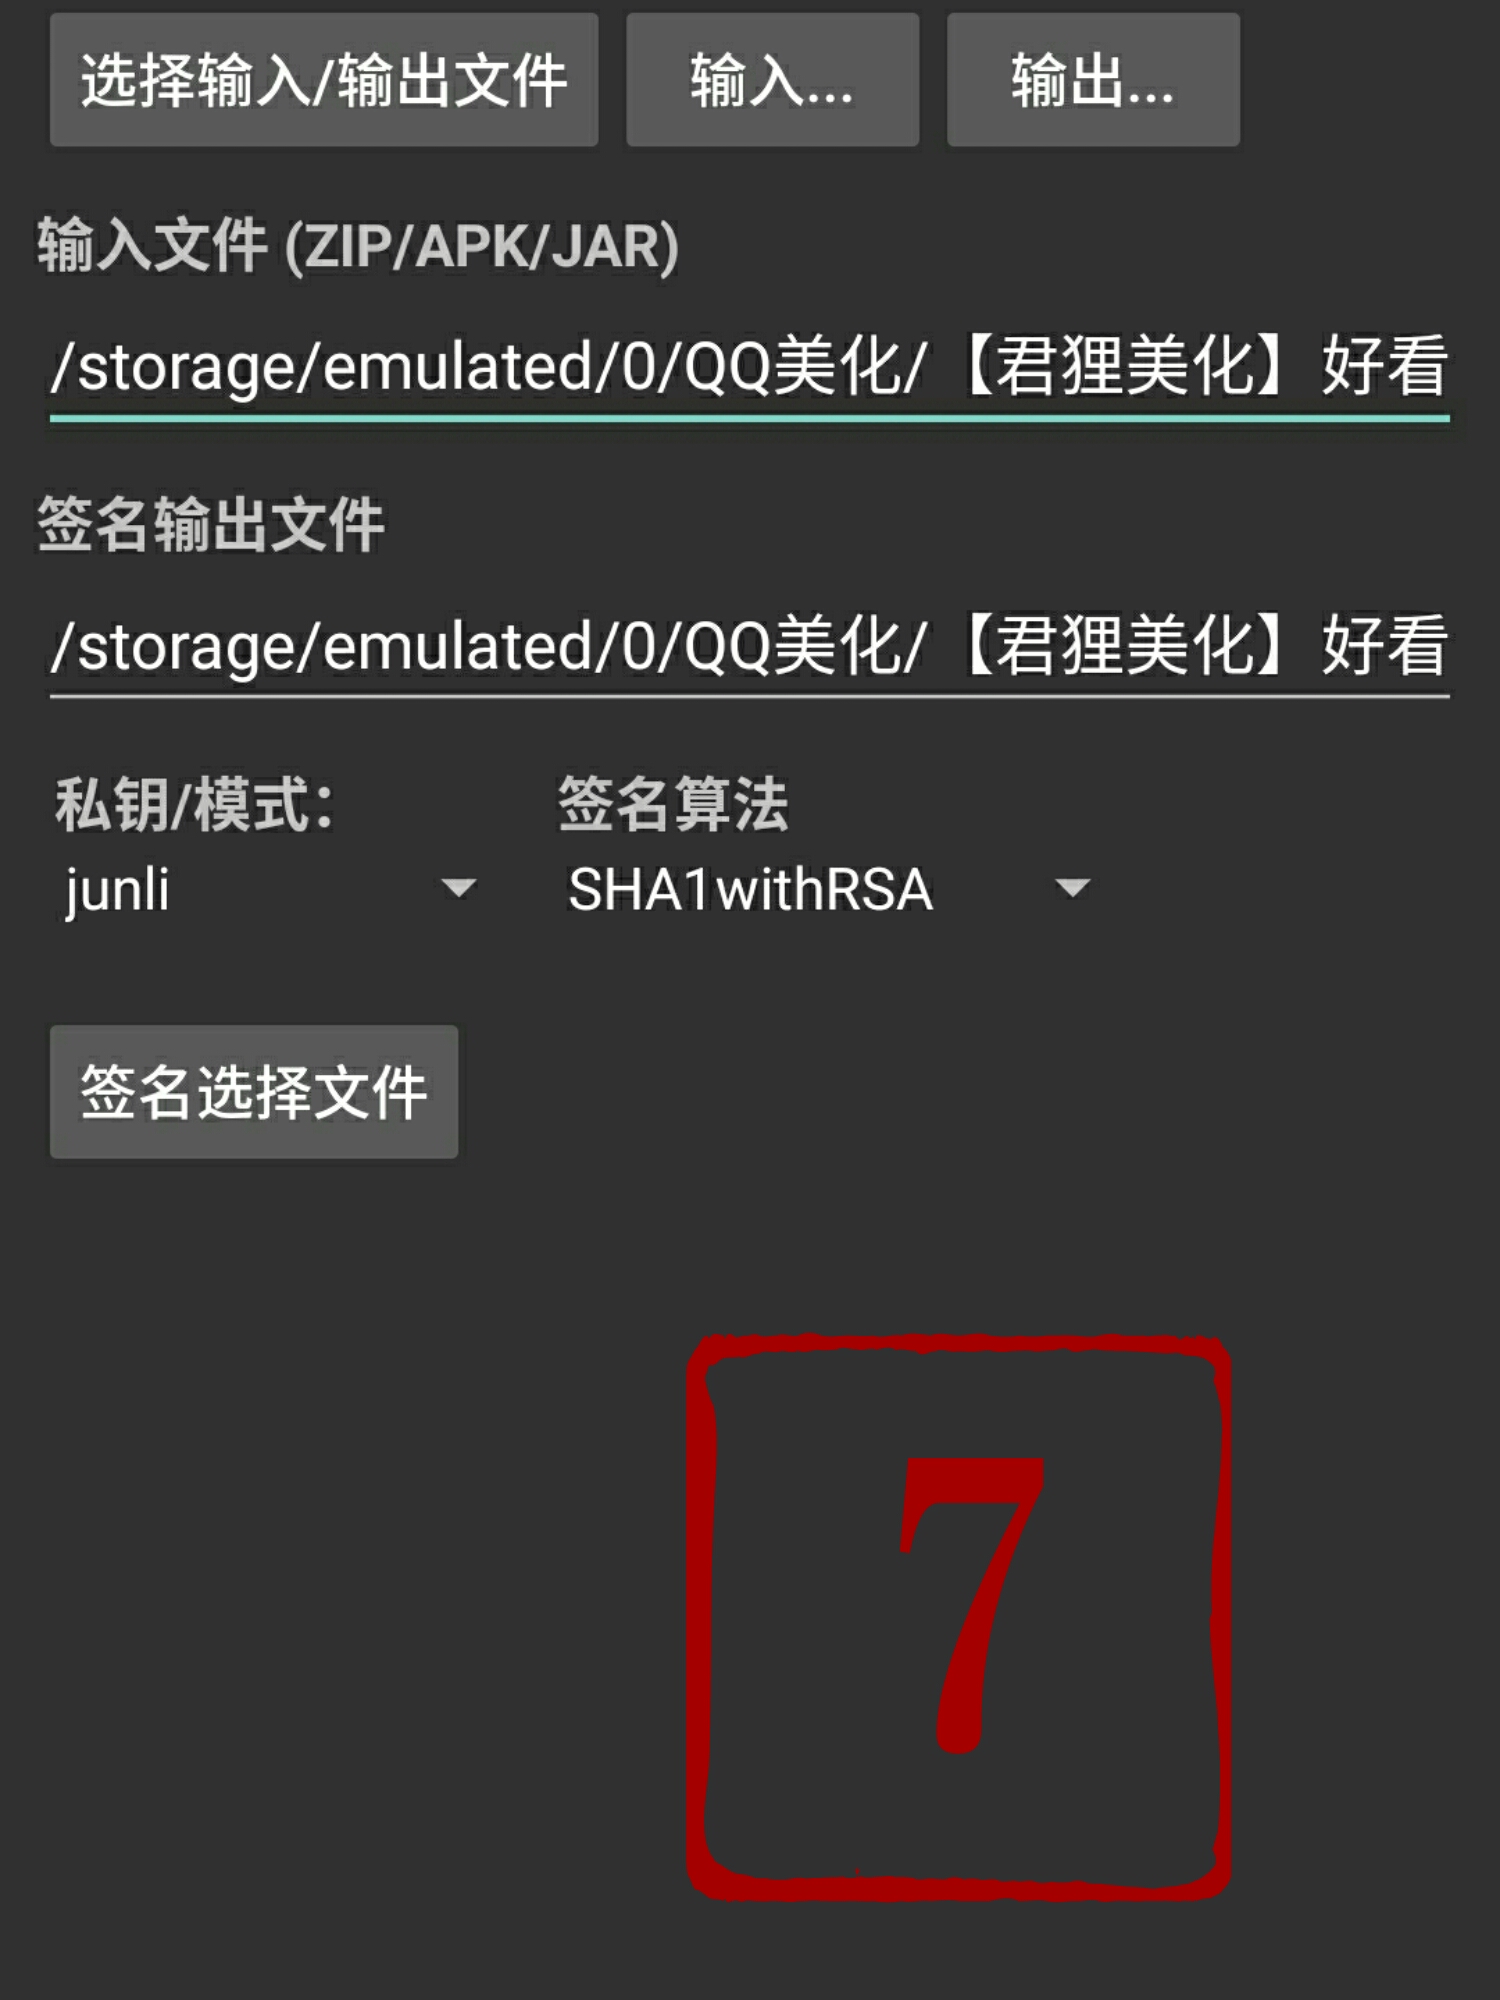 选择输入/输出文件 输入... 输出...
输入文件 (ZIP/APK/JAR)
/storage/emulated/0/QQ美化/【君狸美化】好看
签名输出文件
/storage/emulated/0/QQ美化/【君狸美化】好看
私钥/模式： 签名算法
junli SHA1withRSA
签名选择文件
7